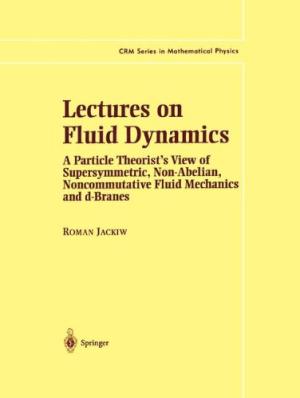 CRM Series in Mathematical Physics
Lectures on
Fluid Dynamics
A Particle Theorist's View of
Supersymmetric, Non-Abelian,
Noncommutative Fluid Mechanics
and d-Branes
ROMAN JACKIW
Springer